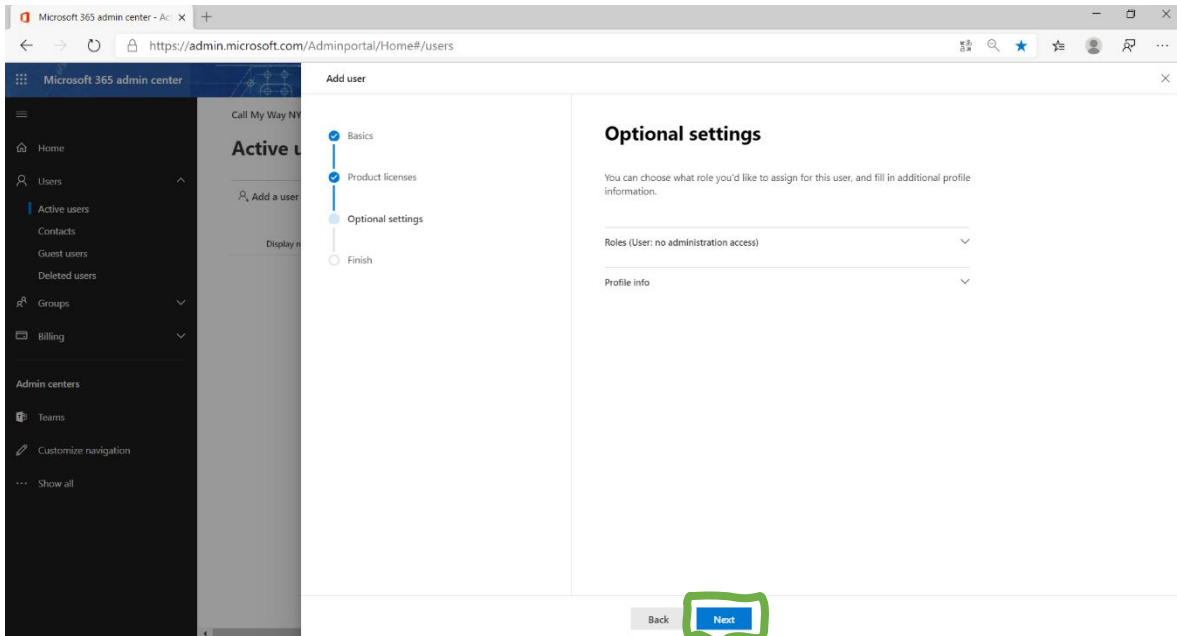 Microsoft 365 admin center - Ac
https://admin.microsoft.com/Adminportal/Home#/users
Microsoft 365 admin center
Home
Users
Active users
Contacts
Guest users
Deleted users
Groups
Billing
Admin centers
Teams
Customize navigation
Show all
Call My Way NY
Active u
Add a user
Display n
Add user
Basics
Product licenses
Optional settings
Finish
Optional settings
You can choose what role you'd like to assign for this user, and fill in additional profile
information.
Roles (User: no administration access)
Profile info
Back
Next